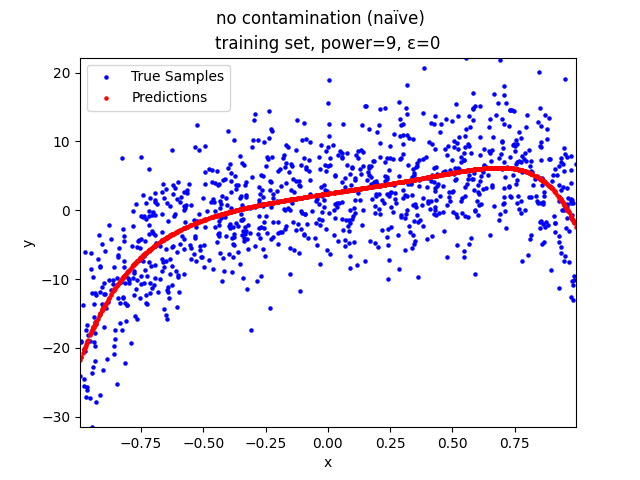 no contamination (naïve)
training set, power=9, ε=0
True Samples
Predictions
y
20
10
0
−10
−20
−30
−0.75
−0.50
−0.25
0.00
0.25
0.50
0.75
x